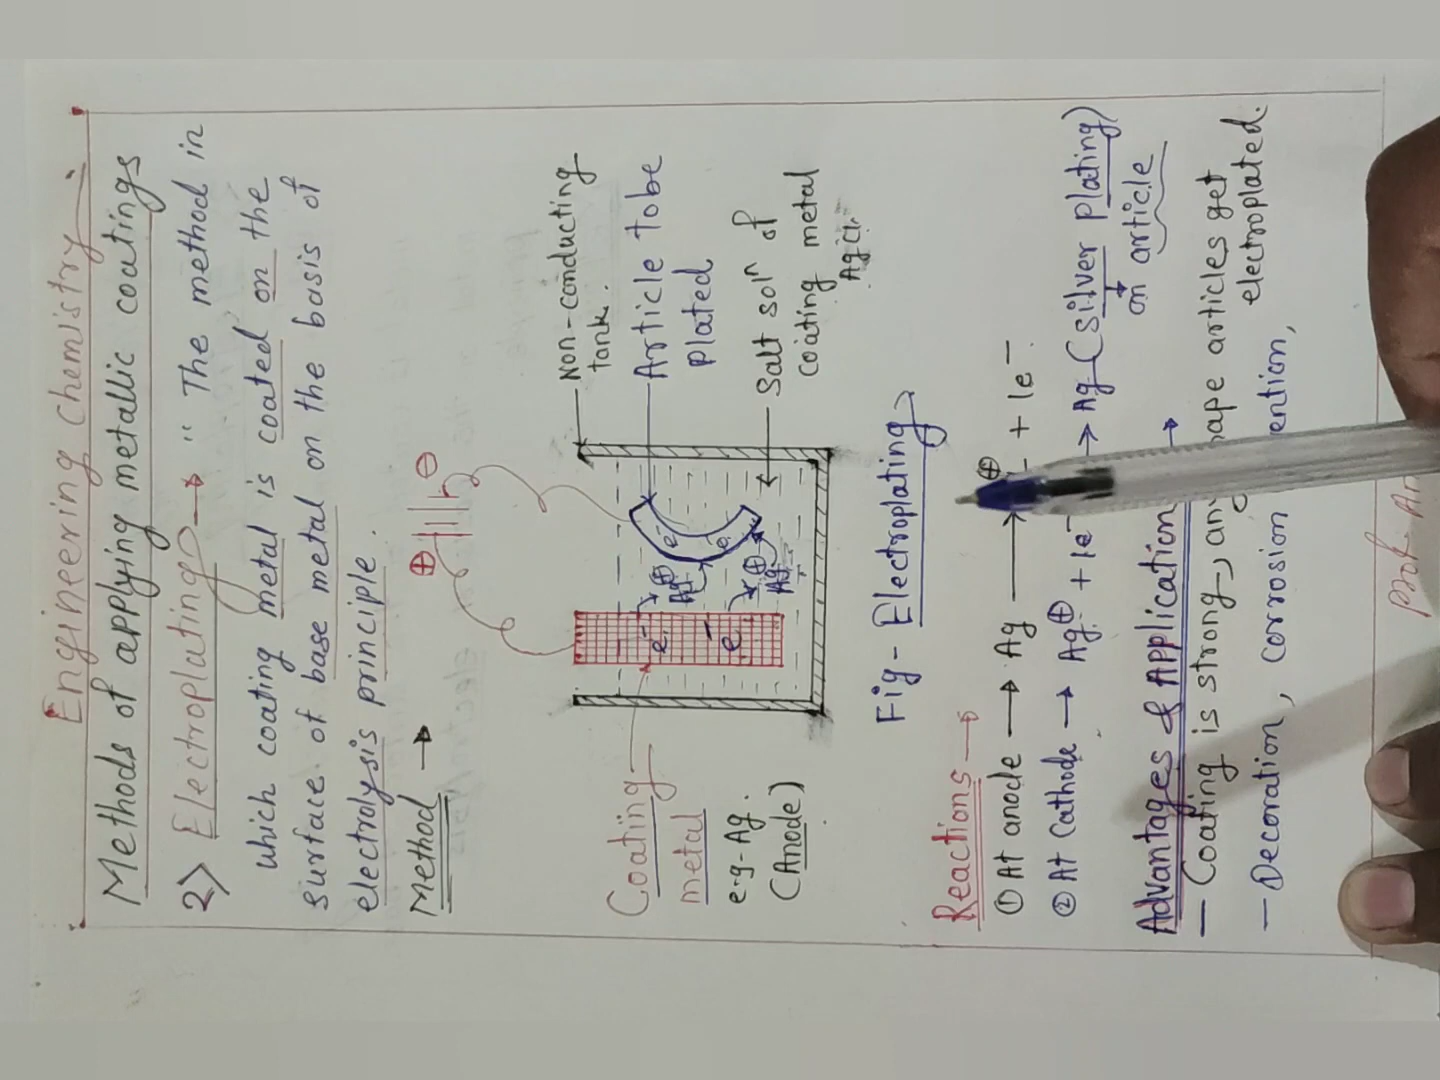 Engineering chemistry
Methods of applying metallic coatings
2) Electroplating → " The method in
which coating metal is coated on the
surface of base metal on the basis of
electrolysis principle.
Method →
⊕ ⊖
Non-conducting
tank.
Article to be
plated
Salt solⁿ of
coating metal
Coating
metal
e.g-Ag.
(Anode)
e⁻
e⁻
Ag⊕
Ag⊕
Fig - Electroplating
Reactions →
① At anode → Ag → ⊕ + 1e⁻.
② At Cathode → Ag⊕ + 1e⁻ → Ag (Silver plating)
on article
Advantages & Application →
- Coating is strong, any articles get
electroplated.
- Decoration, corrosion